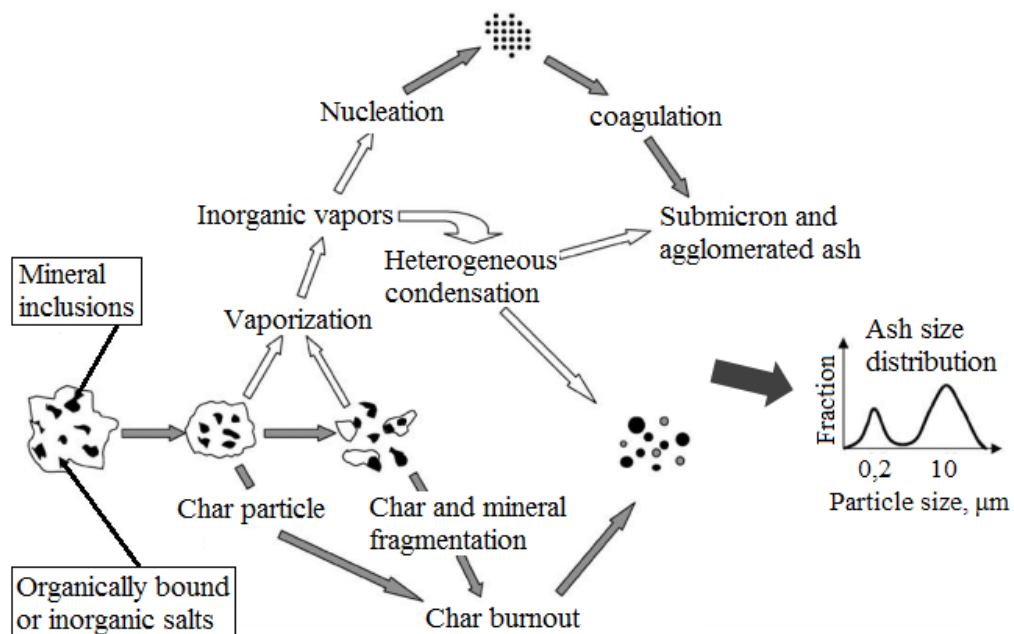 Nucleation
coagulation
Inorganic vapors
Submicron and
agglomerated ash
Heterogeneous
condensation
Mineral
inclusions
Vaporization
Ash size
distribution
Fraction
0,2 10
Particle size, μm
Char particle
Char and mineral
fragmentation
Organically bound
or inorganic salts
Char burnout